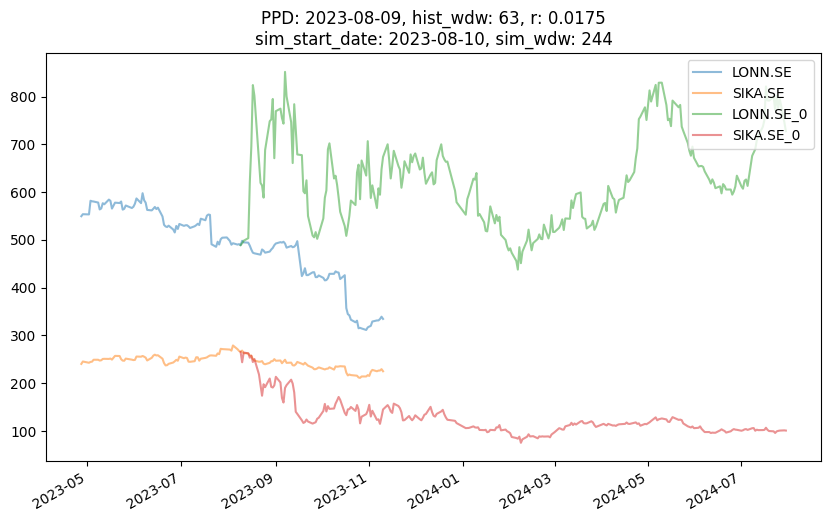 PPD: 2023-08-09, hist_wdw: 63, r: 0.0175
sim_start_date: 2023-08-10, sim_wdw: 244
LONN.SE
SIKA.SE
LONN.SE_0
SIKA.SE_0
800
700
600
500
400
300
200
100
2023-05
2023-07
2023-09
2023-11
2024-01
2024-03
2024-05
2024-07